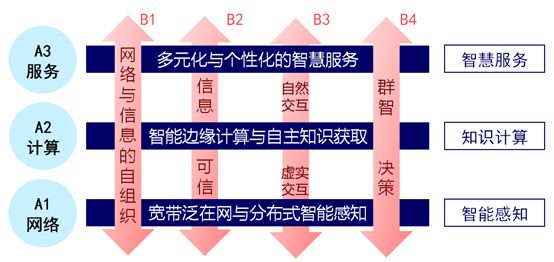 B1
B2
B3
B4
A3
服务
多元化与个性化的智慧服务
智慧服务
网络与信息的自组织
信息
可信
自然
交互
虚实
交互
群智
决策
A2
计算
智能边缘计算与自主知识获取
知识计算
A1
网络
宽带泛在网与分布式智能感知
智能感知